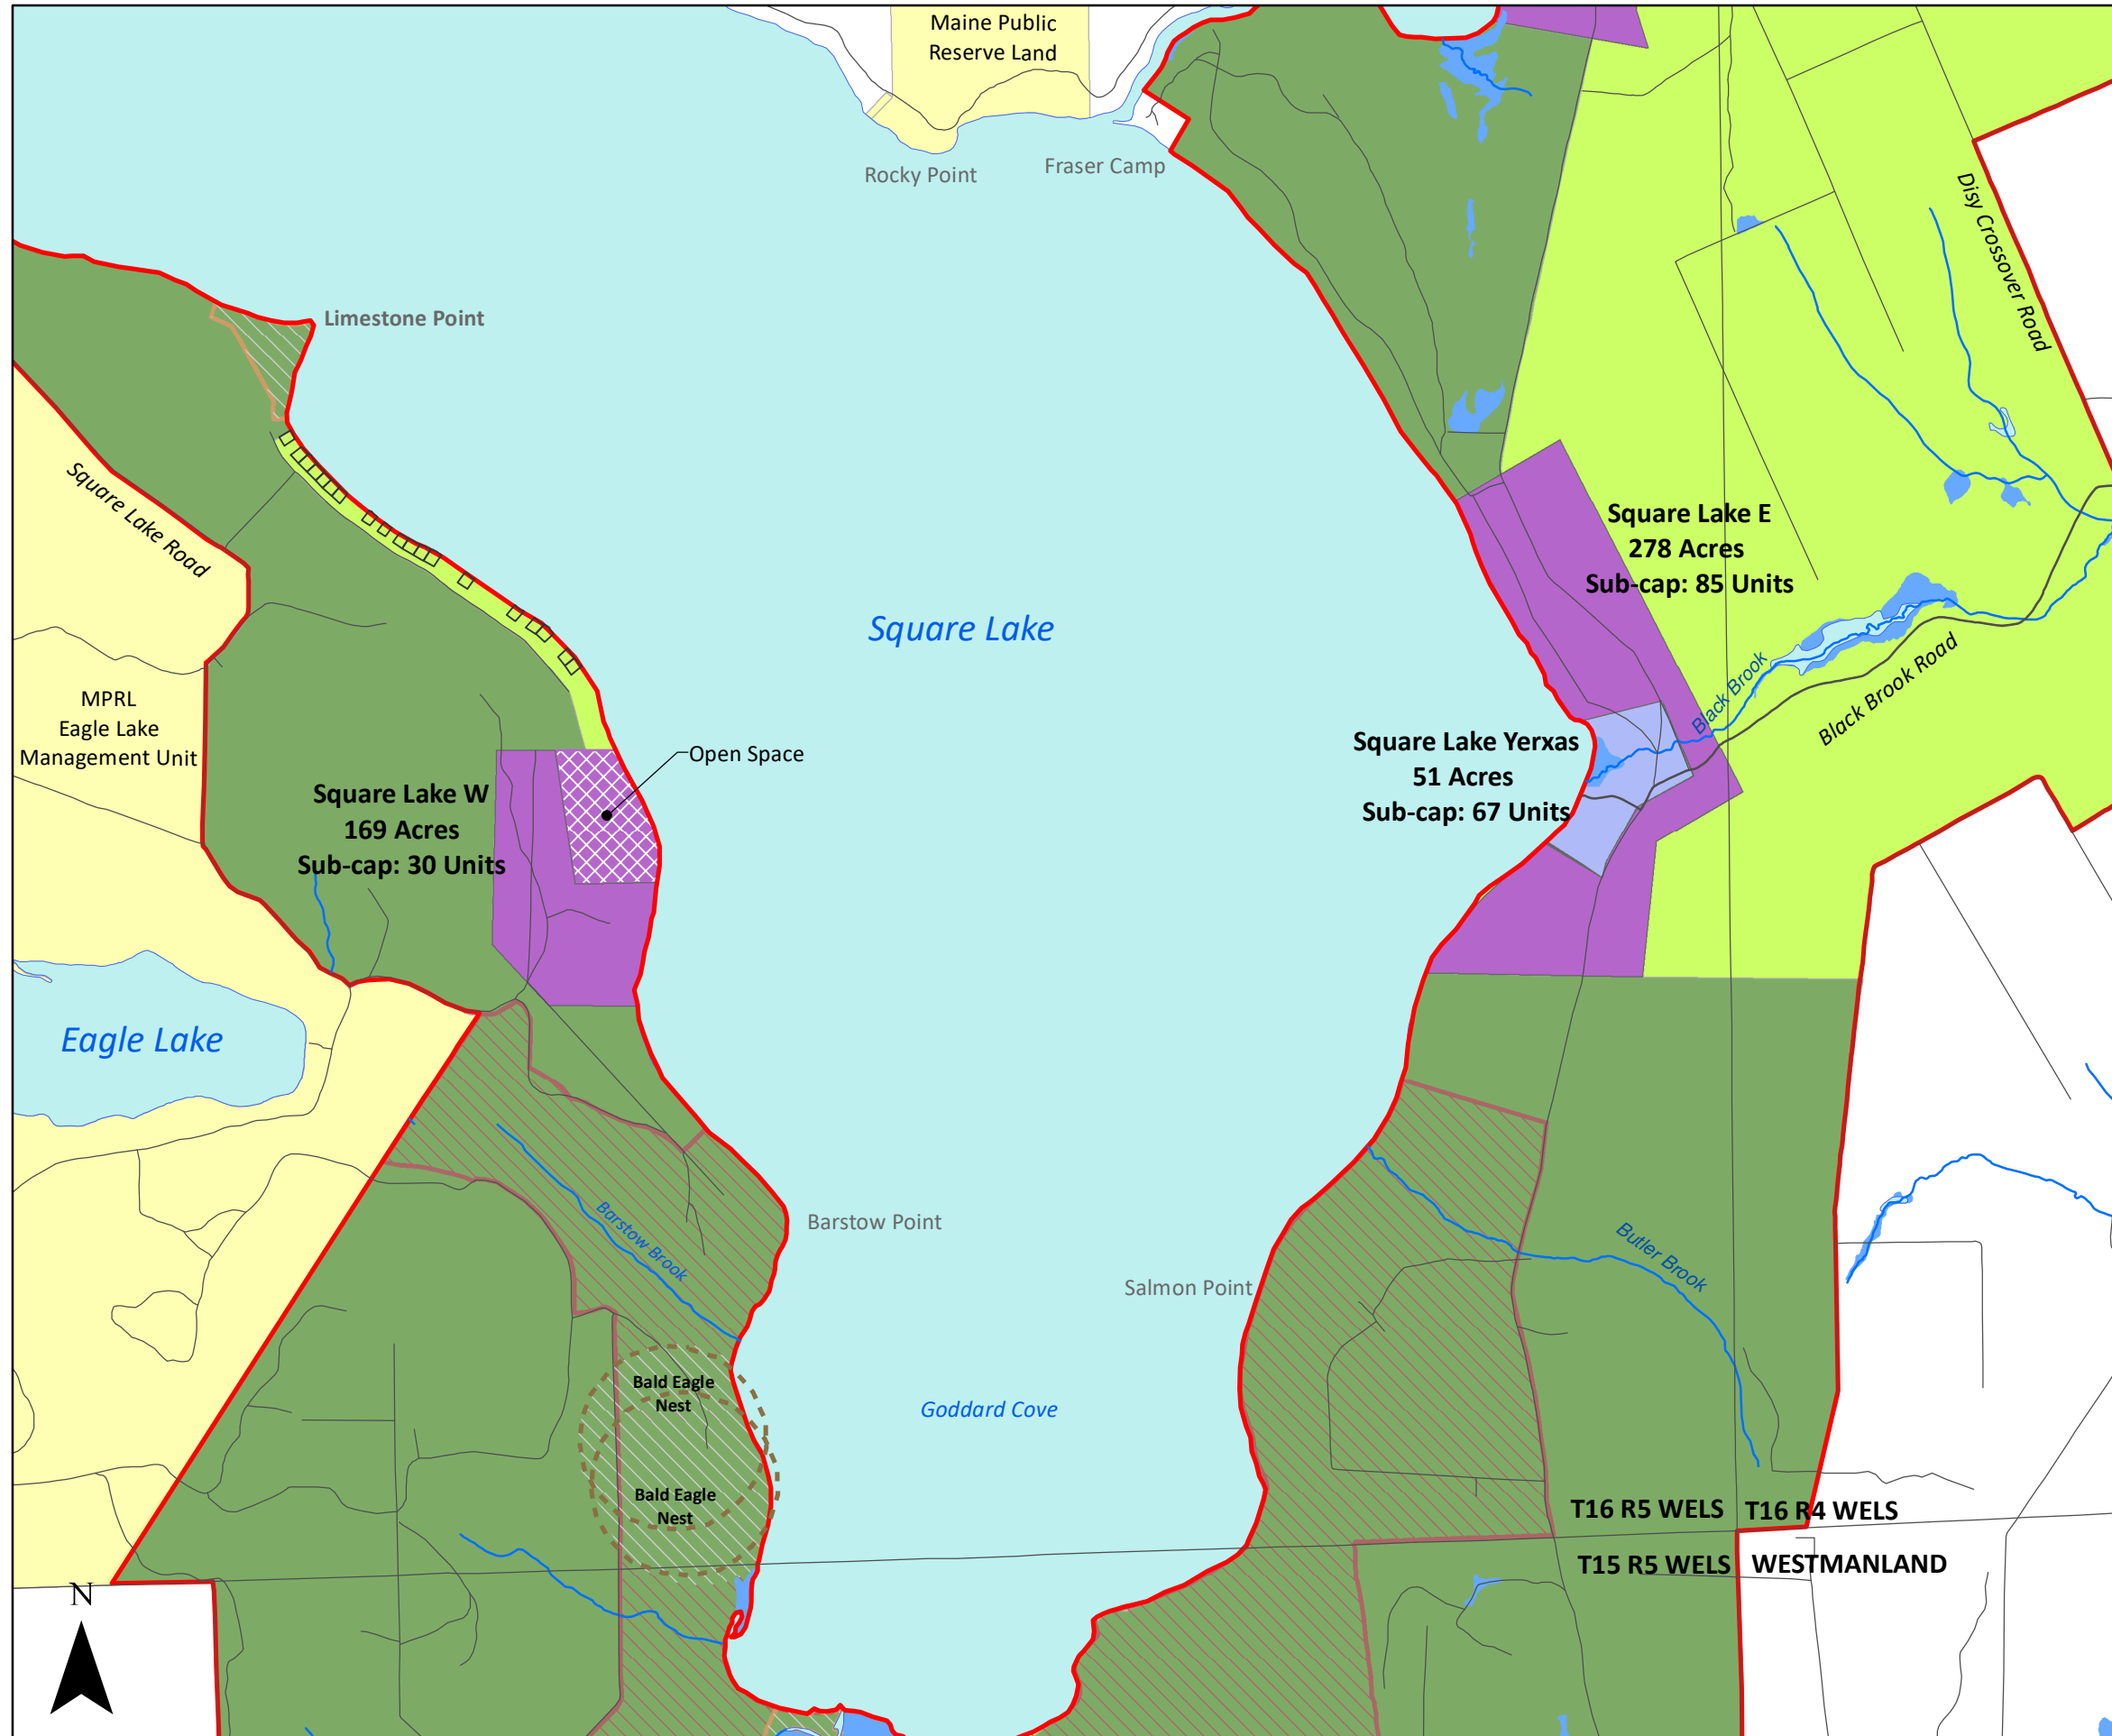 Maine Public
Reserve Land
Rocky Point
Fraser Camp
Disy Crossover Road
Limestone Point
Square Lake Road
Square Lake E
278 Acres
Sub-cap: 85 Units
Square Lake
Black Brook
Black Brook Road
MPRL
Eagle Lake
Management Unit
Open Space
Square Lake Yerxas
51 Acres
Sub-cap: 67 Units
Square Lake W
169 Acres
Sub-cap: 30 Units
Eagle Lake
Barstow Brook
Barstow Point
Butler Brook
Salmon Point
Bald Eagle
Nest
Goddard Cove
Bald Eagle
Nest
T16 R5 WELS
T16 R4 WELS
T15 R5 WELS
WESTMANLAND
N